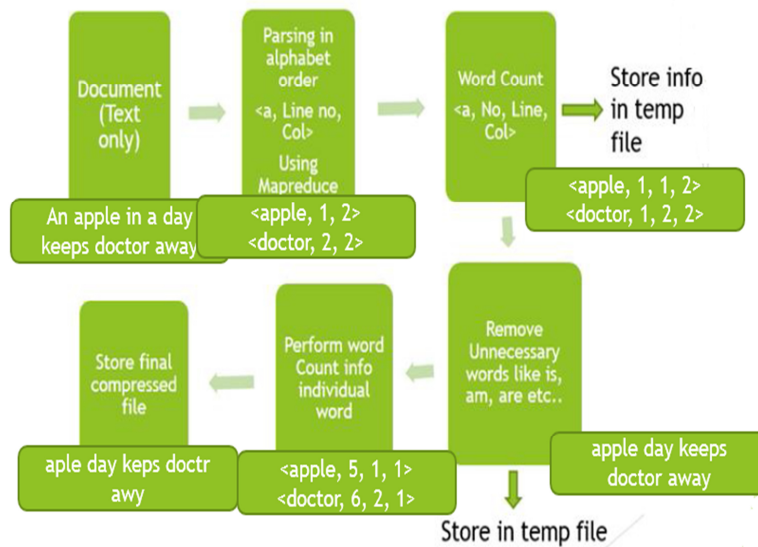 Document
(Text
only)
An apple in a day
keeps doctor away
Parsing in
alphabet
order
<a, Line no,
Col>
Using
Mapreduce
<apple, 1, 2>
<doctor, 2, 2>
Word Count
<a, No, Line,
Col>
<apple, 1, 1, 2>
<doctor, 1, 2, 2>
Store info
in temp
file
Remove
Unnecessary
words like is,
am, are etc..
apple day keeps
doctor away
Store in temp file
Perform word
Count info
individual
word
<apple, 5, 1, 1>
<doctor, 6, 2, 1>
Store final
compressed
file
aple day keps doctr
awy